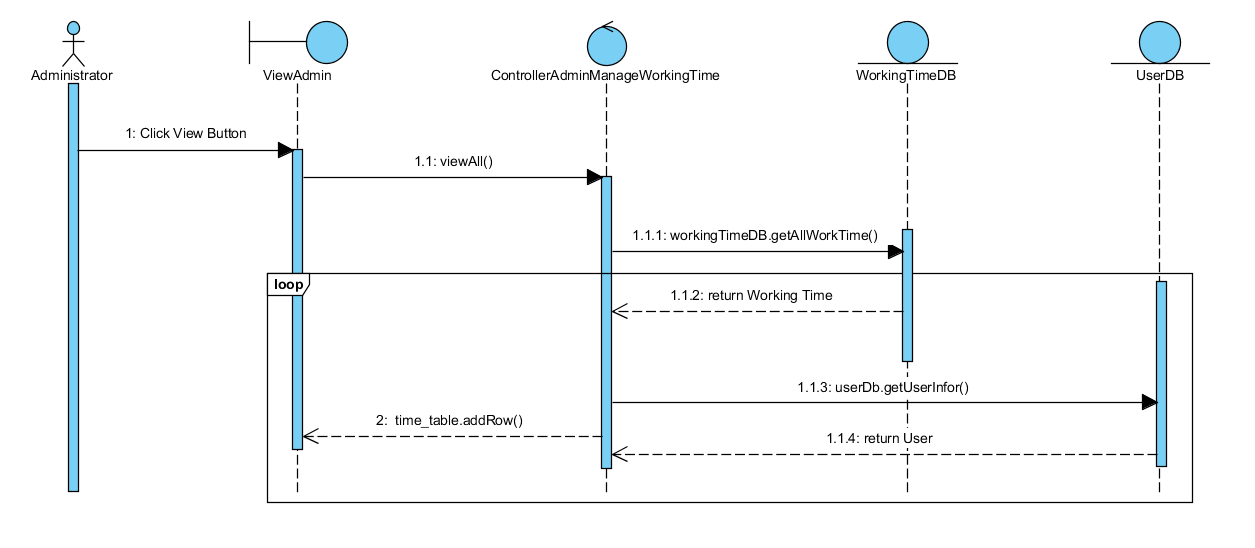 Administrator
ViewAdmin
ControllerAdminManageWorkingTime
WorkingTimeDB
UserDB
1: Click View Button
1.1: viewAll()
1.1.1: workingTimeDB.getAllWorkTime()
loop
1.1.2: return Working Time
1.1.3: userDb.getUserInfor()
2:  time_table.addRow()
1.1.4: return User